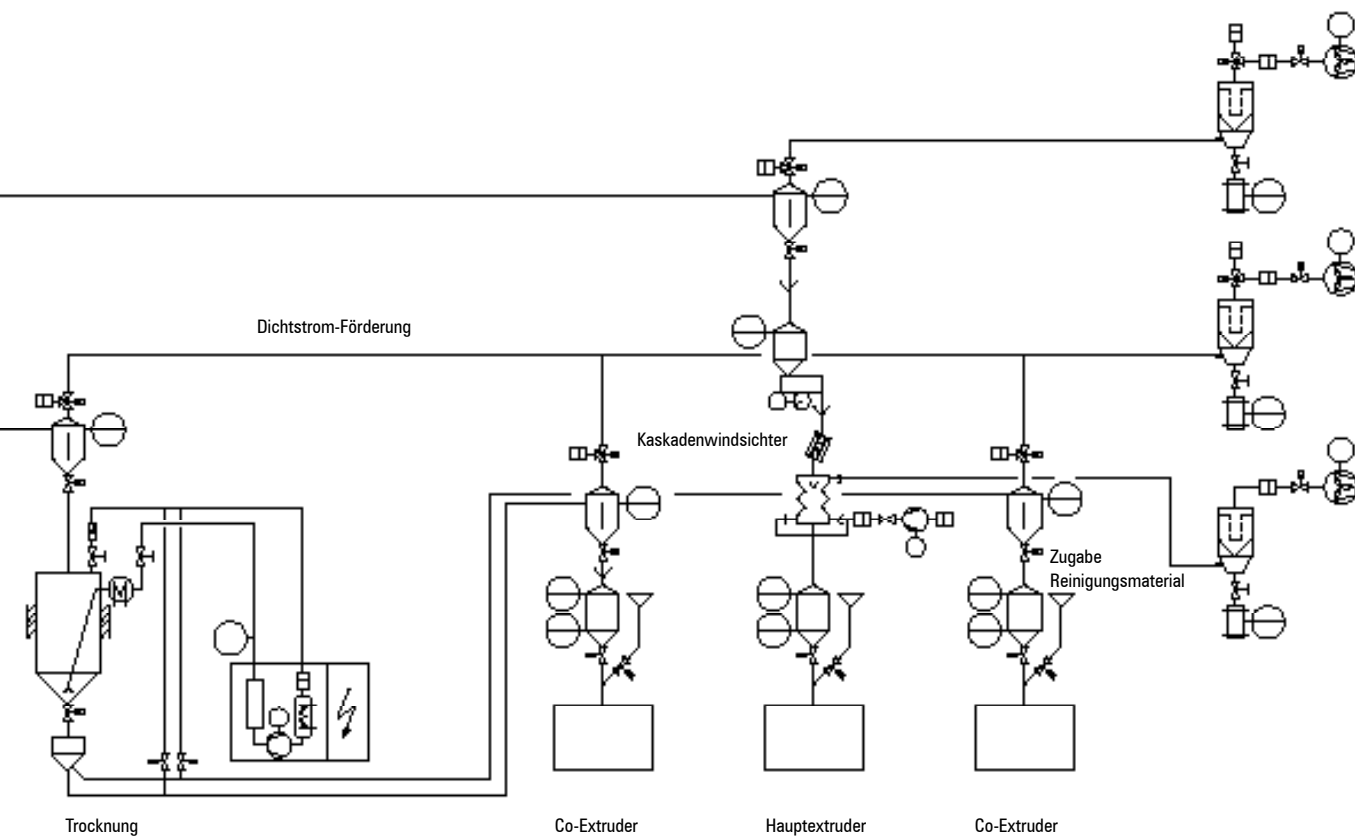 Dichtstrom-Förderung
Kaskadenwindsichter
Zugabe
Reinigungsmaterial
M
Trocknung
Co-Extruder
Hauptextruder
Co-Extruder